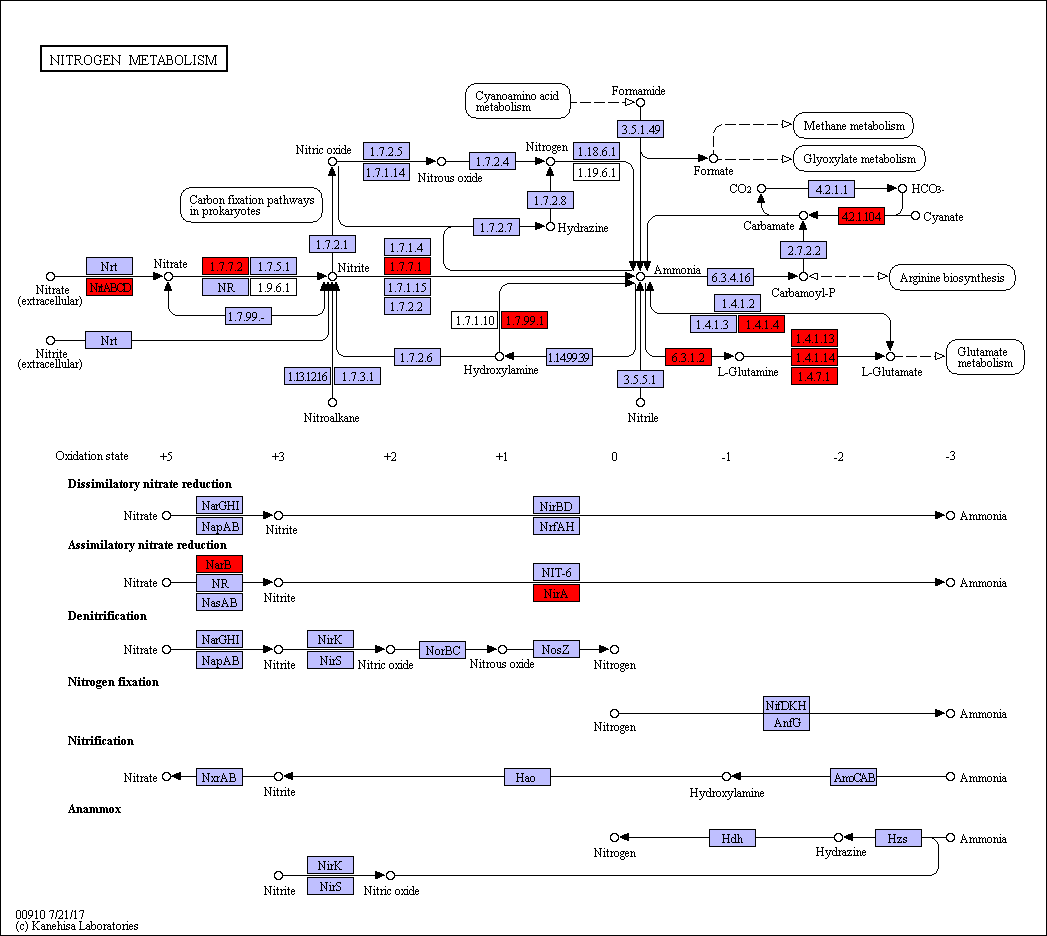 NITROGEN METABOLISM
Cyanoamino acid
metabolism
Formamide
3.5.1.49
Methane metabolism
Glyoxylate metabolism
Formate
Nitric oxide
1.7.2.5
1.7.1.14
Nitrous oxide
1.7.2.4
Nitrogen
1.18.6.1
1.19.6.1
Carbon fixation pathways
in prokaryotes
1.7.2.8
1.7.2.7
Hydrazine
CO2
4.2.1.1
HCO3-
Carbamate
4.2.1.104
Cyanate
1.7.2.1
2.7.2.2
Nrt
NrtABCD
Nitrate
(extracellular)
Nitrate
1.7.7.2
1.7.5.1
NR
1.9.6.1
Nitrite
1.7.1.4
1.7.7.1
1.7.1.15
1.7.2.2
Ammonia
6.3.4.16
Carbamoyl-P
Arginine biosynthesis
1.7.99.-
Nrt
Nitrite
(extracellular)
1.7.1.10
1.7.99.1
1.4.1.2
1.4.1.3
1.4.1.4
1.7.2.6
Hydroxylamine
1.14.99.39
6.3.1.2
L-Glutamine
1.4.1.13
1.4.1.14
1.4.7.1
L-Glutamate
Glutamate
metabolism
1.13.12.16
1.7.3.1
Nitroalkane
3.5.5.1
Nitrile
Oxidation state +5 +3 +2 +1 0 -1 -2 -3
Dissimilatory nitrate reduction
NarGHI
NirBD
Nitrate
Nitrite
Ammonia
NapAB
NrfAH
Assimilatory nitrate reduction
NarB
NIT-6
Nitrate
NR
Nitrite
Ammonia
NasAB
NirA
Denitrification
NarGHI
NirK
Nitrate
Nitrite
NorBC
NosZ
NapAB
NirS
Nitric oxide
Nitrous oxide
Nitrogen
Nitrogen fixation
NifDKH
Nitrogen
Ammonia
AnfG
Nitrification
Nitrate
NxrAB
Nitrite
Hao
Hydroxylamine
AmoCAB
Ammonia
Anammox
Nitrogen
Hdh
Hydrazine
Hzs
Ammonia
NirK
Nitrite
NirS
Nitric oxide
00910 7/21/17
(c) Kanehisa Laboratories